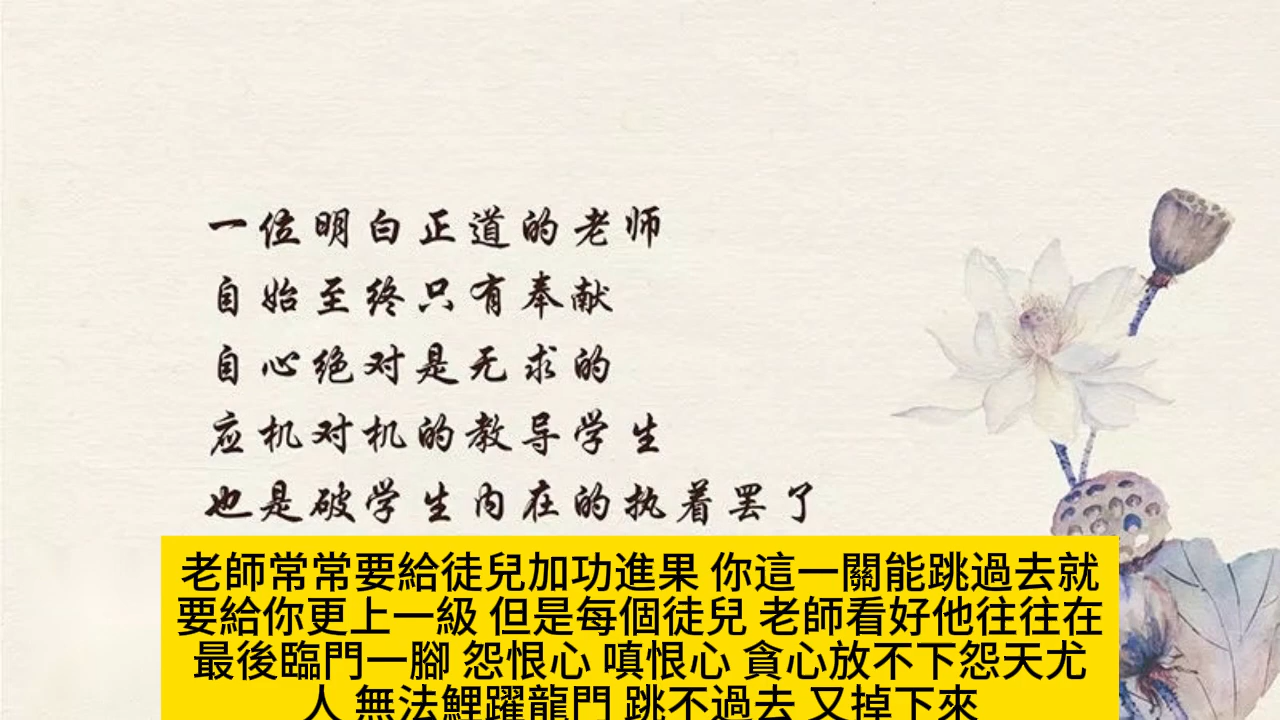 一位明白正道的老师
自始至终只有奉献
自心绝对是无求的
应机对机的教导学生
也是破学生内在的执着罢了
老師常常要給徒兒加功進果 你這一關能跳過去就
要給你更上一級 但是每個徒兒 老師看好他往往在
最後臨門一腳 怨恨心 嗔恨心 貪心放不下怨天尤
人 無法鯉躍龍門 跳不過去 又掉下來